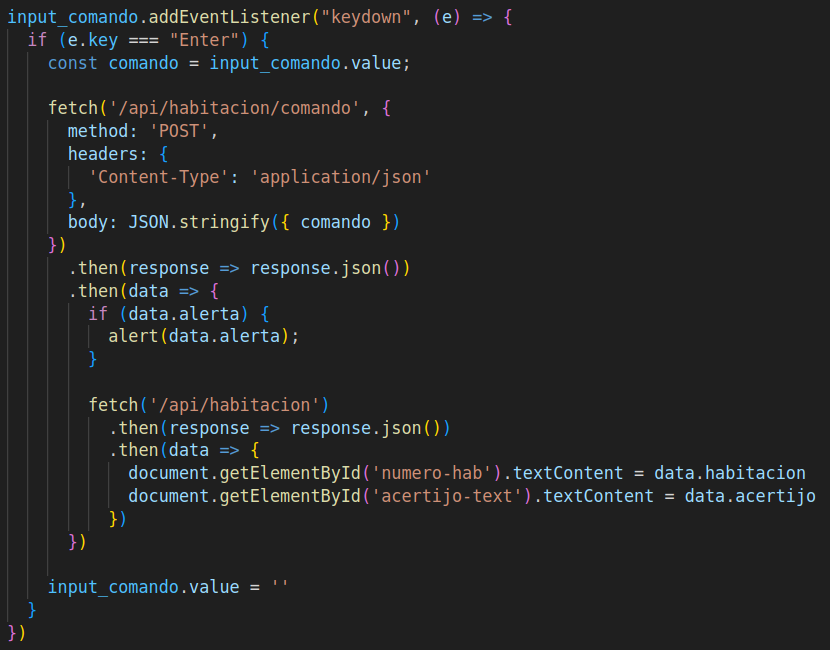 input_comando.addEventListener("keydown", (e) => {
  if (e.key === "Enter") {
    const comando = input_comando.value;

    fetch('/api/habitacion/comando', {
      method: 'POST',
      headers: {
        'Content-Type': 'application/json'
      },
      body: JSON.stringify({ comando })
    })
      .then(response => response.json())
      .then(data => {
        if (data.alerta) {
          alert(data.alerta);
        }

        fetch('/api/habitacion')
          .then(response => response.json())
          .then(data => {
            document.getElementById('numero-hab').textContent = data.habitacion
            document.getElementById('acertijo-text').textContent = data.acertijo
          })
      })

    input_comando.value = ''
  }
})